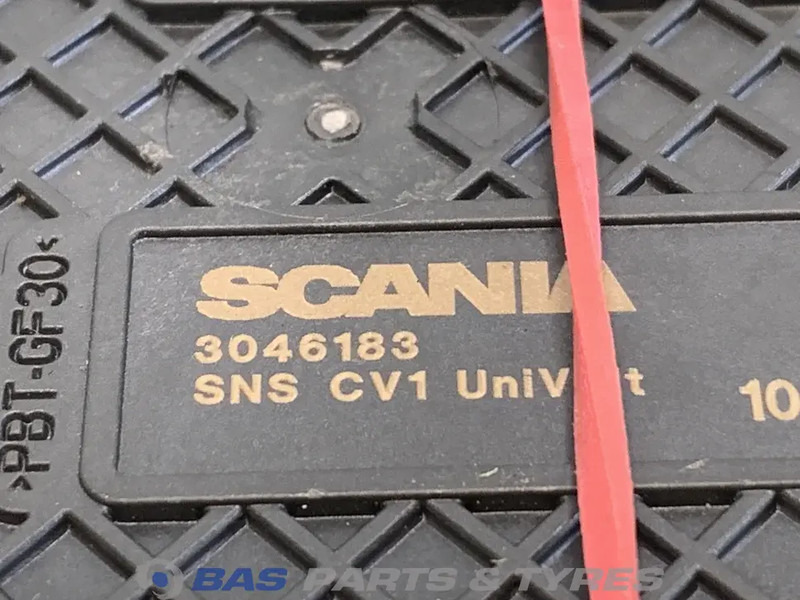 SCANIA
3046183
SNS CV1
10
>PBT-GF30<
BAS PARTS & TYRES